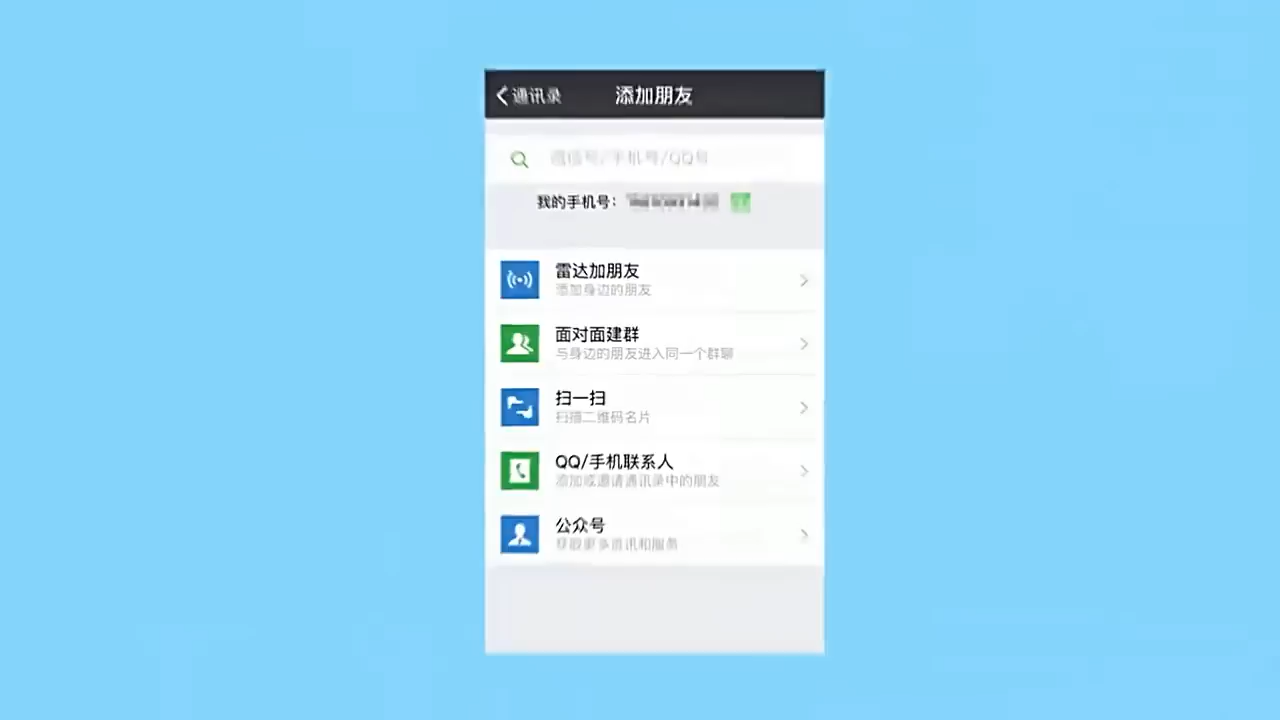 通讯录 添加朋友
微信号/手机号/QQ号
我的手机号：
雷达加朋友
添加身边的朋友
面对面建群
与身边的朋友进入同一个群聊
扫一扫
扫描二维码名片
QQ/手机联系人
添加或邀请通讯录中的朋友
公众号
获取更多资讯和服务